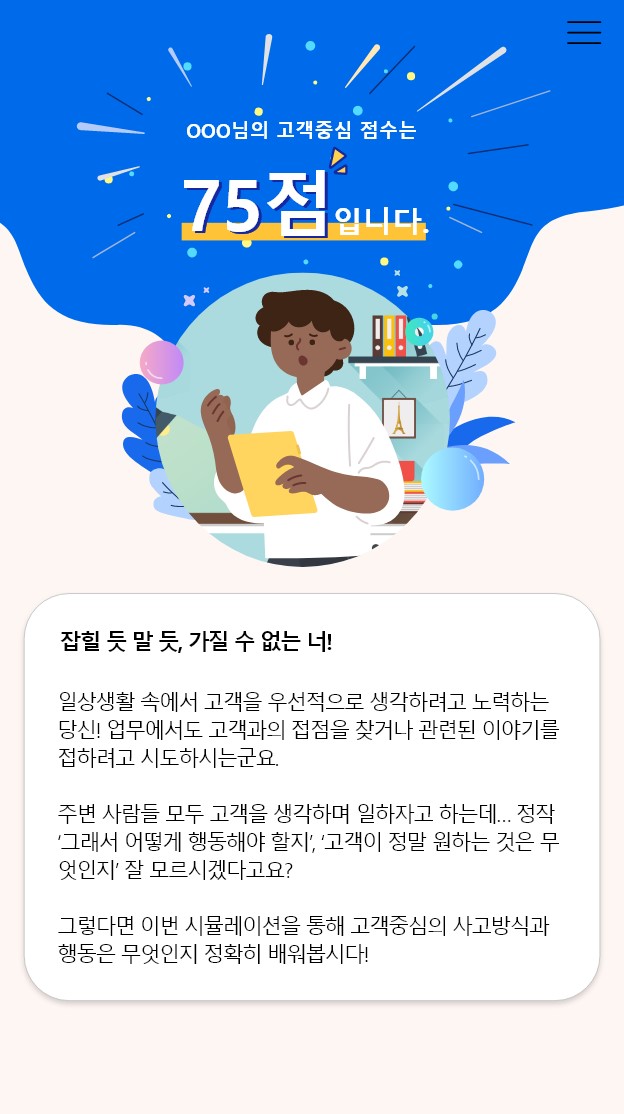 OOO님의 고객중심 점수는
75점입니다.
잡힐 듯 말 듯, 가질 수 없는 너!
일상생활 속에서 고객을 우선적으로 생각하려고 노력하는
당신! 업무에서도 고객과의 접점을 찾거나 관련된 이야기를
접하려고 시도하시는군요.
주변 사람들 모두 고객을 생각하며 일하자고 하는데... 정작
‘그래서 어떻게 행동해야 할지’, ‘고객이 정말 원하는 것은 무
엇인지’ 잘 모르시겠다고요?
그렇다면 이번 시뮬레이션을 통해 고객중심의 사고방식과
행동은 무엇인지 정확히 배워봅시다!